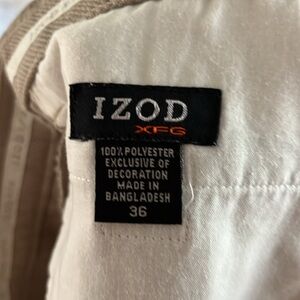 IZOD
XFG
100% POLYESTER
EXCLUSIVE OF
DECORATION
MADE IN
BANGLADESH
36